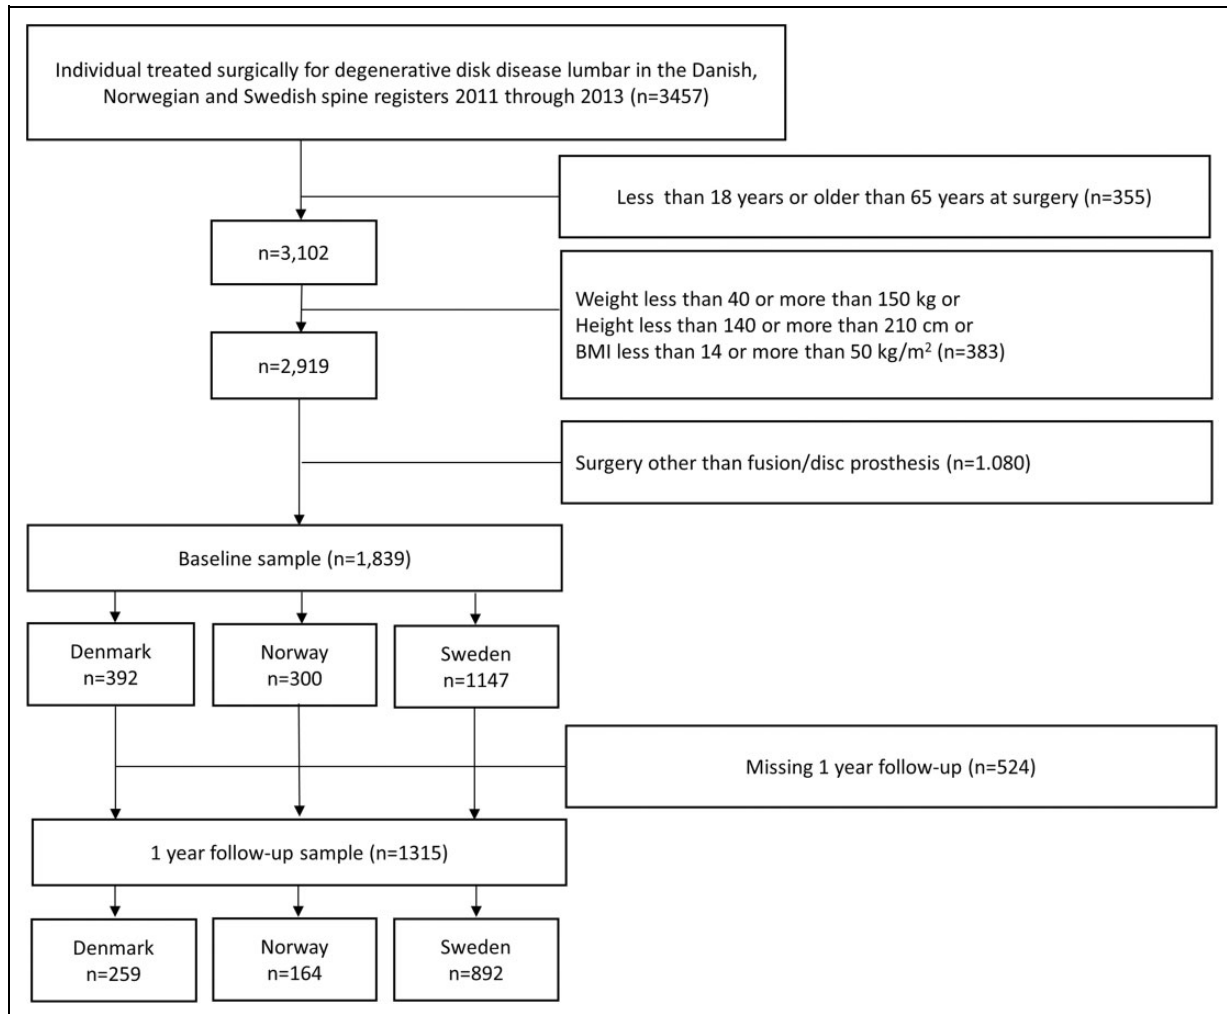 Individual treated surgically for degenerative disk disease lumbar in the Danish,
Norwegian and Swedish spine registers 2011 through 2013 (n=3457)
Less than 18 years or older than 65 years at surgery (n=355)
n=3,102
Weight less than 40 or more than 150 kg or
Height less than 140 or more than 210 cm or
BMI less than 14 or more than 50 kg/m² (n=383)
n=2,919
Surgery other than fusion/disc prosthesis (n=1.080)
Baseline sample (n=1,839)
Denmark
n=392
Norway
n=300
Sweden
n=1147
Missing 1 year follow-up (n=524)
1 year follow-up sample (n=1315)
Denmark
n=259
Norway
n=164
Sweden
n=892